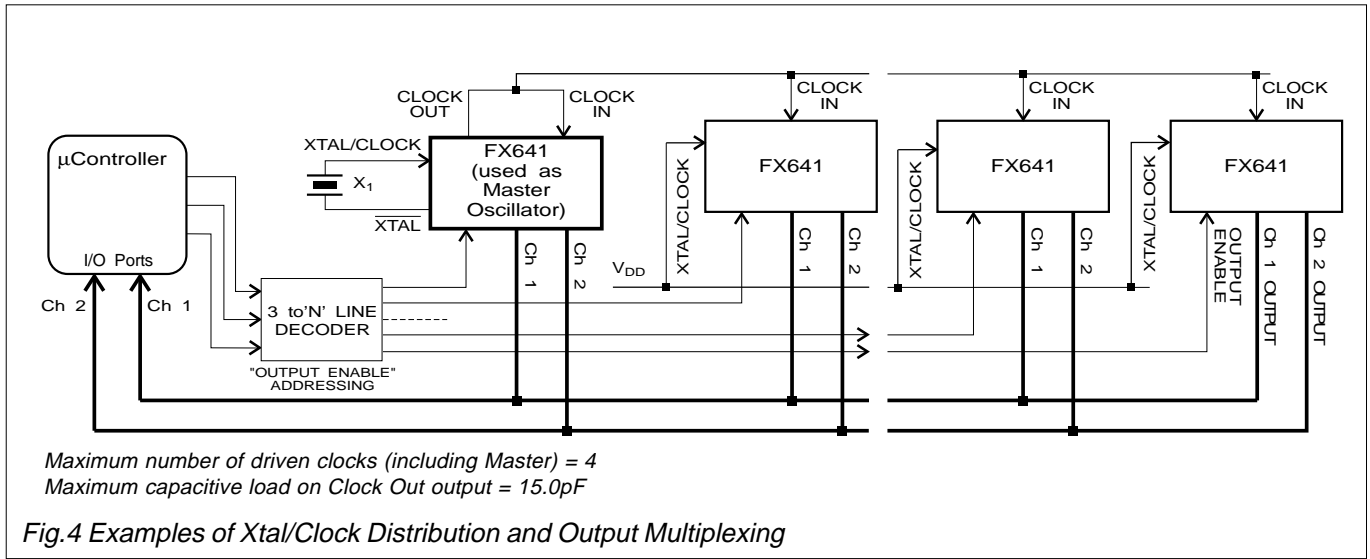 CLOCK
OUT
CLOCK
IN
CLOCK
IN
CLOCK
IN
CLOCK
IN
µController
I/O Ports
Ch 2
Ch 1
XTAL/CLOCK
X1
XTAL
FX641
(used as
Master
Oscillator)
FX641
FX641
FX641
XTAL/CLOCK
XTAL/CLOCK
XTAL/CLOCK
VDD
Ch 1
Ch 2
Ch 1
Ch 2
Ch 1
Ch 2
OUTPUT
ENABLE
Ch 1 OUTPUT
Ch 2 OUTPUT
3 to'N' LINE
DECODER
"OUTPUT ENABLE"
ADDRESSING
Maximum number of driven clocks (including Master) = 4
Maximum capacitive load on Clock Out output = 15.0pF
Fig.4 Examples of Xtal/Clock Distribution and Output Multiplexing